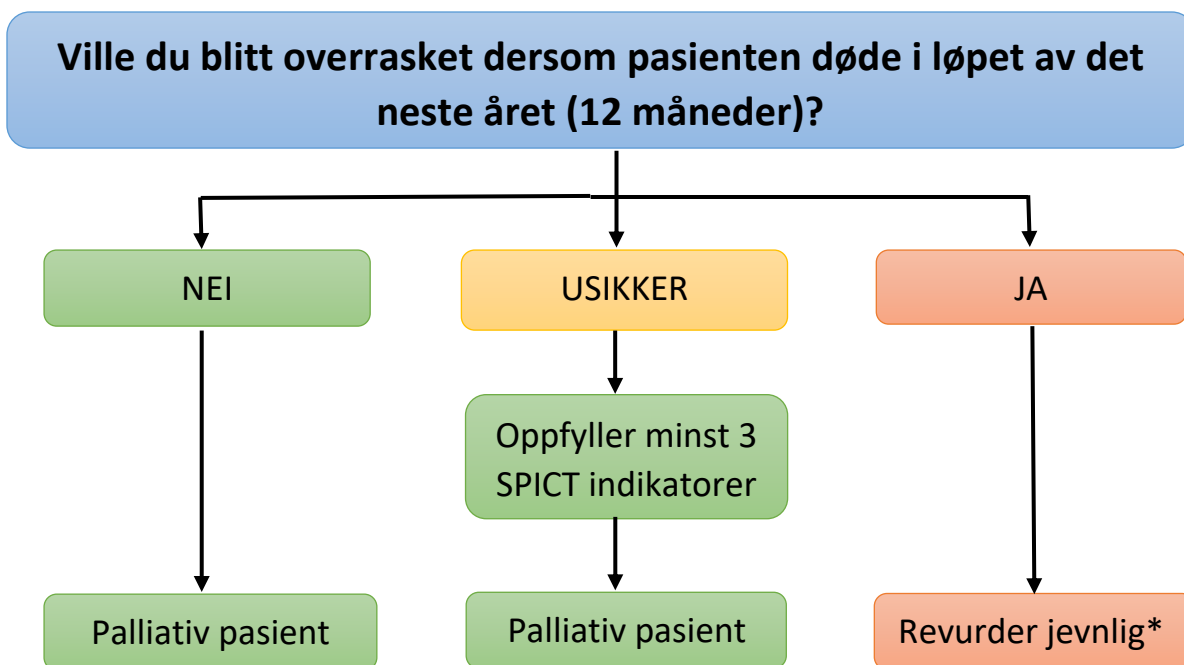 Ville du blitt overrasket dersom pasienten døde i løpet av det
neste året (12 måneder)?
NEI
USIKKER
JA
Oppfyller minst 3
SPICT indikatorer
Palliativ pasient
Palliativ pasient
Revurder jevnlig*